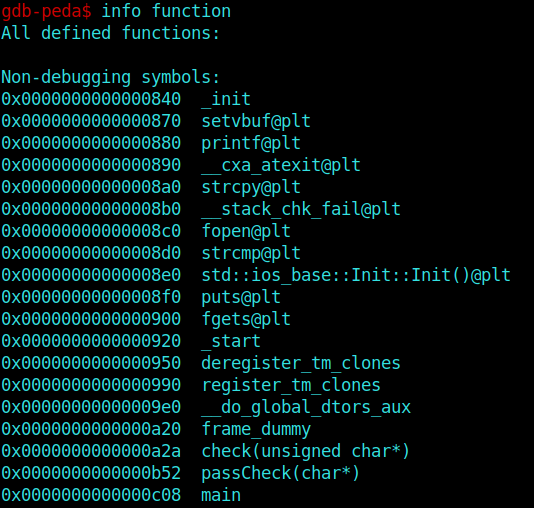 gdb-peda$ info function
All defined functions:
Non-debugging symbols:
0x0000000000000840  _init
0x0000000000000870  setvbuf@plt
0x0000000000000880  printf@plt
0x0000000000000890  __cxa_atexit@plt
0x00000000000008a0  strcpy@plt
0x00000000000008b0  __stack_chk_fail@plt
0x00000000000008c0  fopen@plt
0x00000000000008d0  strcmp@plt
0x00000000000008e0  std::ios_base::Init::Init()@plt
0x00000000000008f0  puts@plt
0x0000000000000900  fgets@plt
0x0000000000000920  _start
0x0000000000000950  deregister_tm_clones
0x0000000000000990  register_tm_clones
0x00000000000009e0  __do_global_dtors_aux
0x0000000000000a20  frame_dummy
0x0000000000000a2a  check(unsigned char*)
0x0000000000000b52  passCheck(char*)
0x0000000000000c08  main